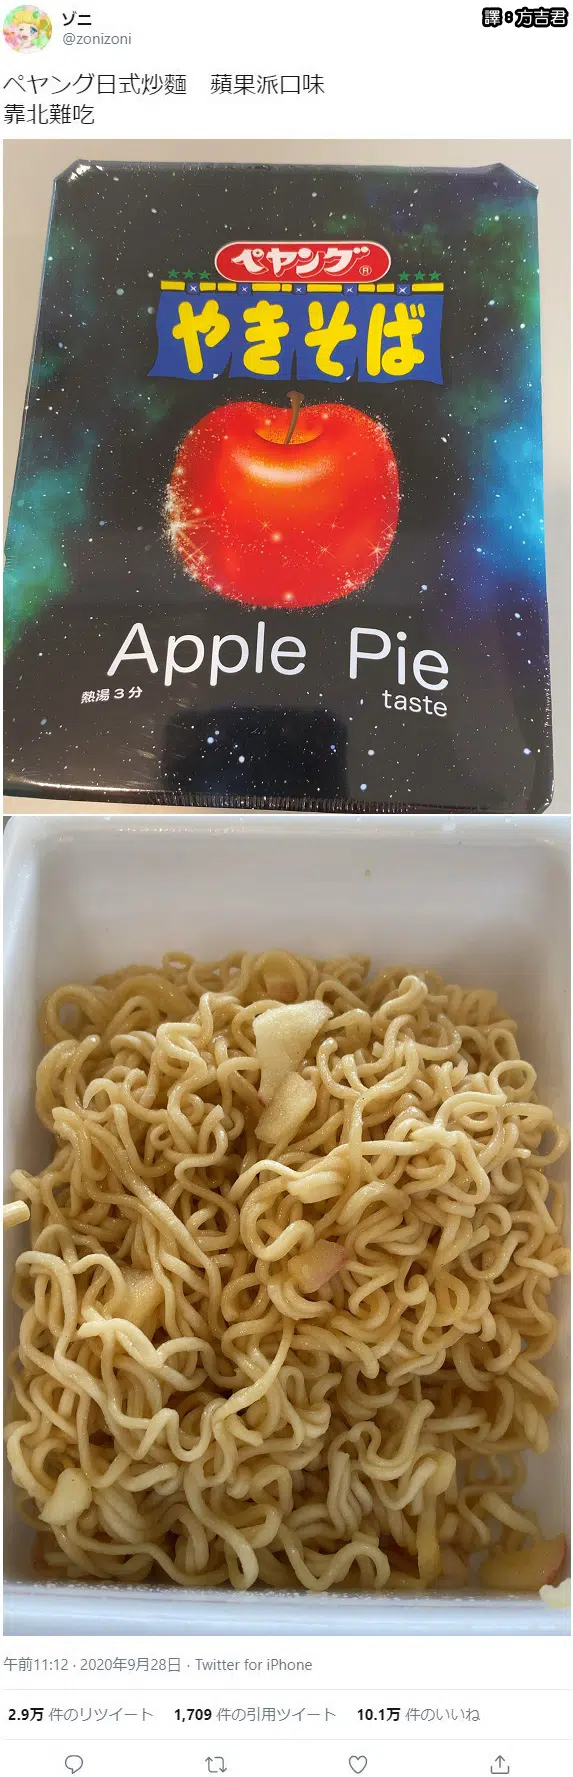 ゾニ
@zonizoni
譯:方吉君
ペヤング日式炒麵　蘋果派口味
靠北難吃
ペヤング®
やきそば
Apple Pie
熱湯3分
taste
午前11:12 · 2020年9月28日 · Twitter for iPhone
2.9万 件のリツイート 1,709 件の引用ツイート 10.1万 件のいいね